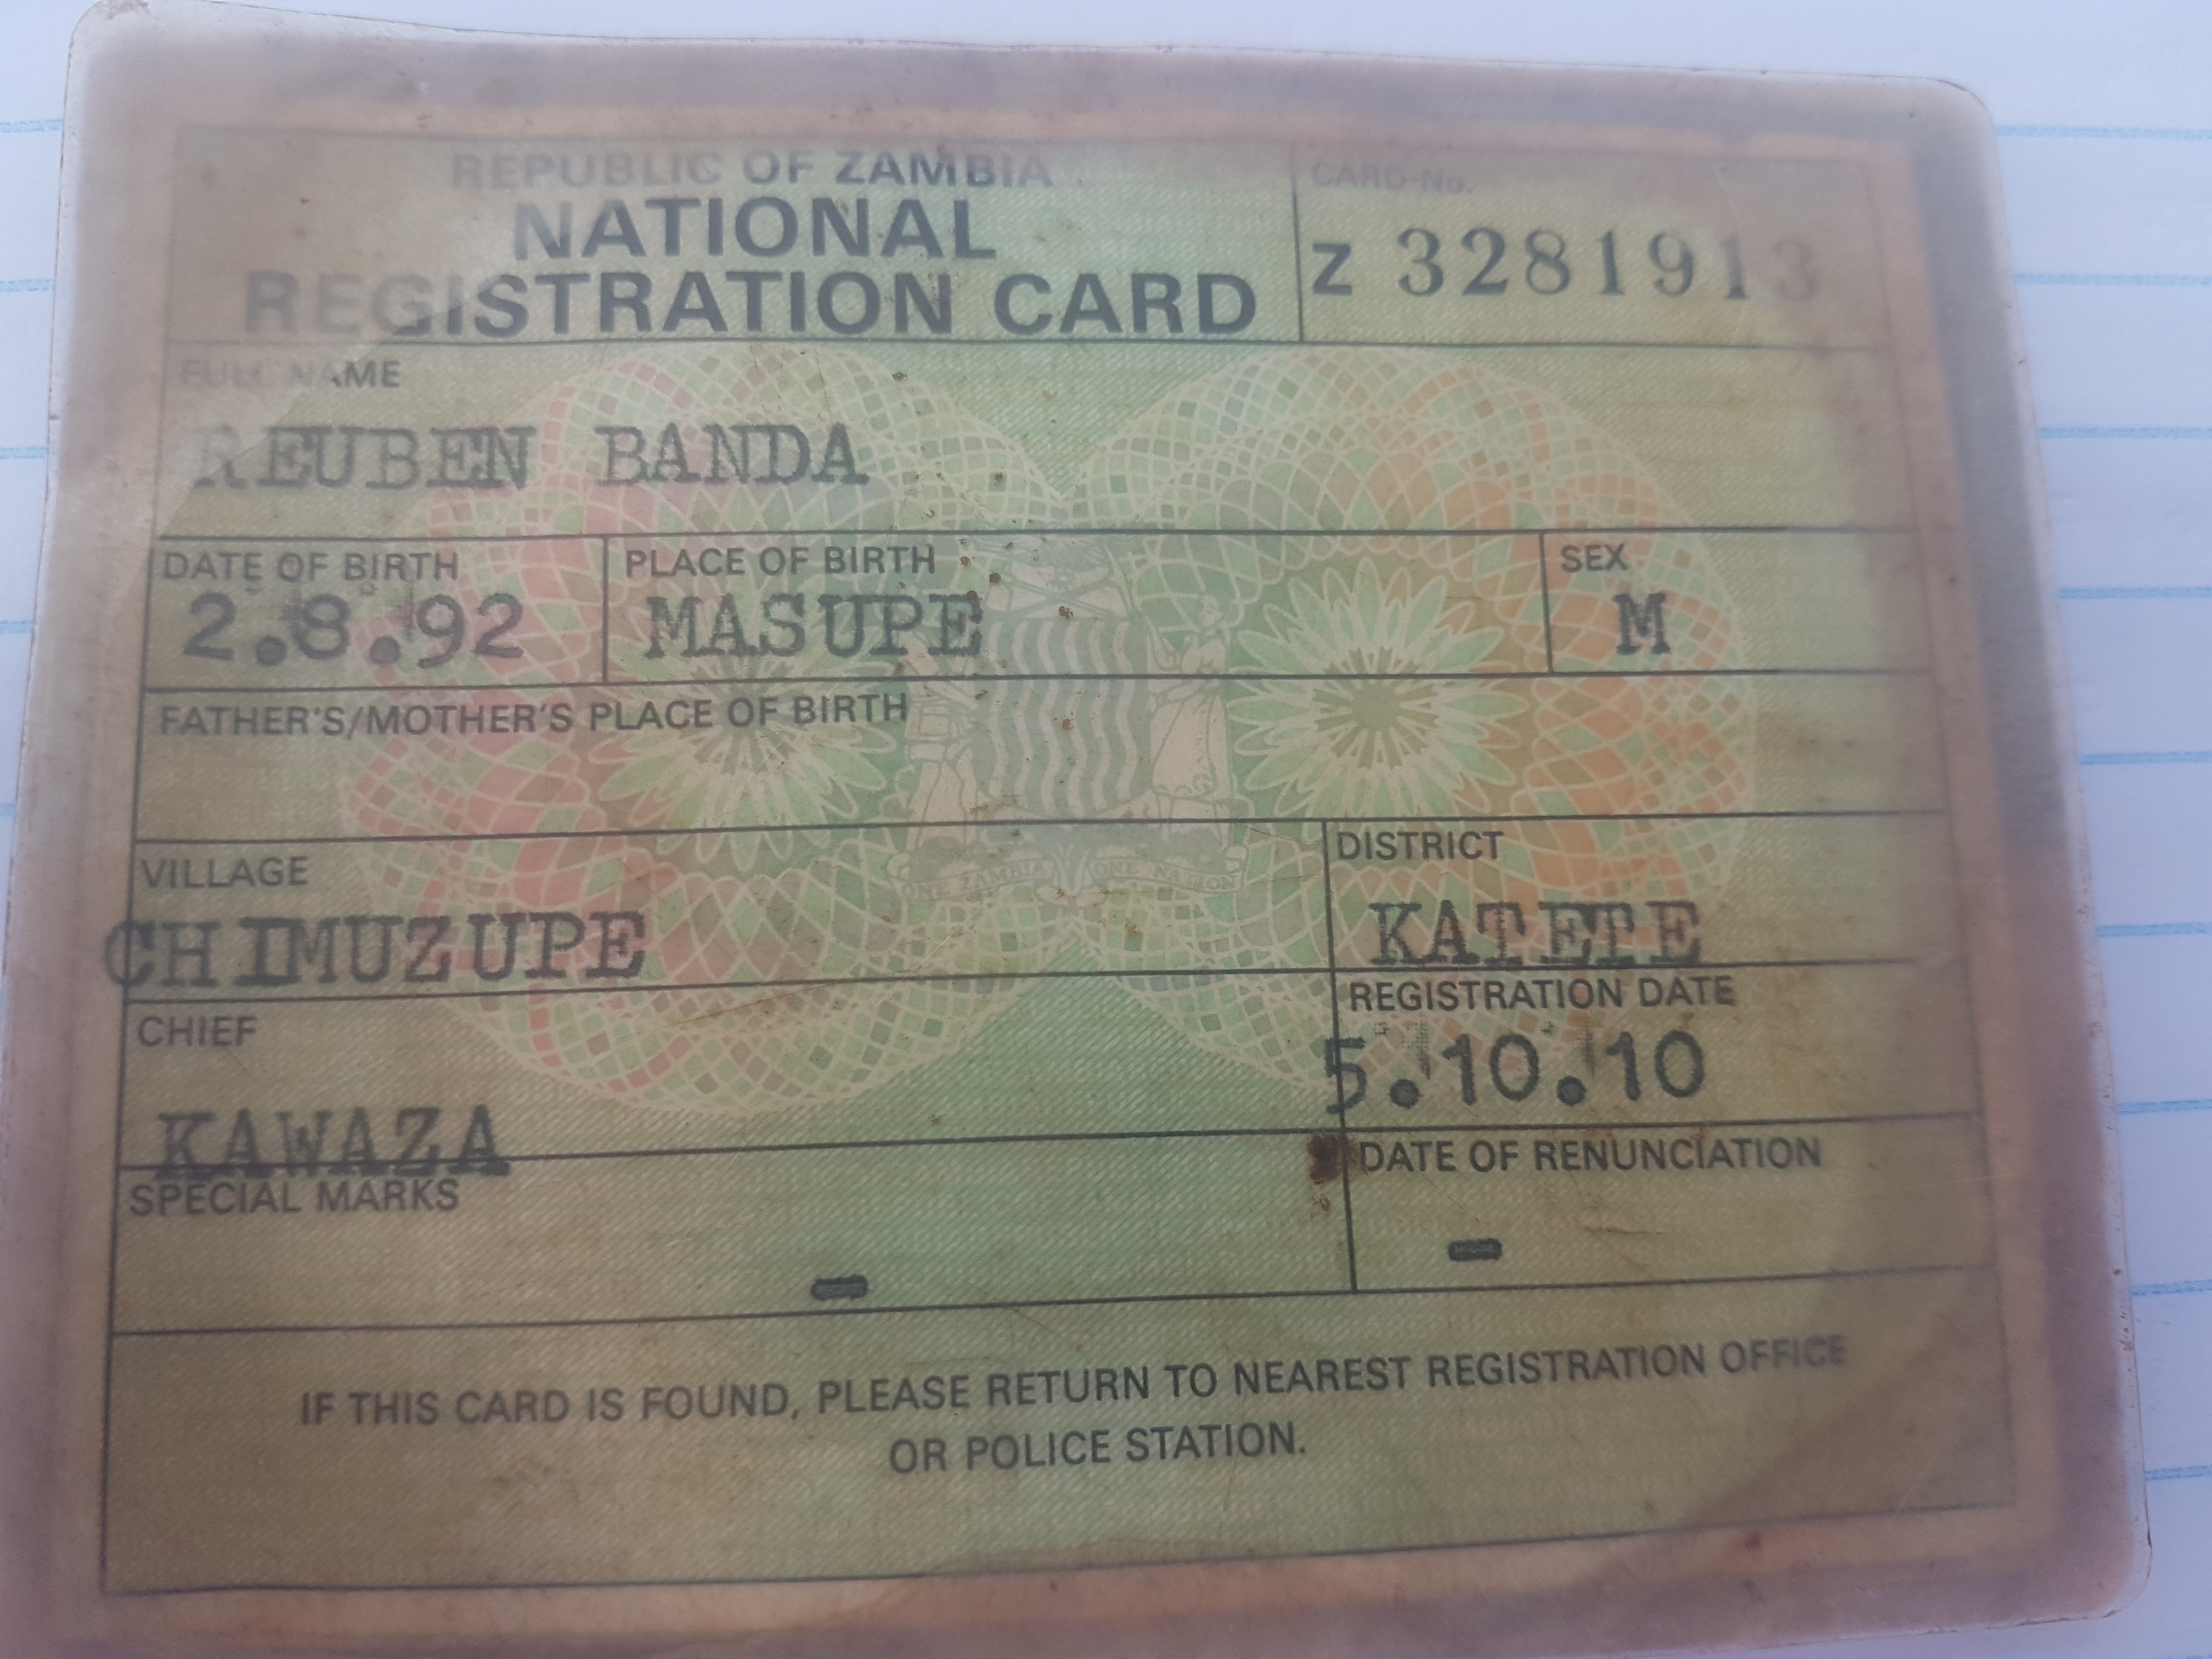 REPUBLIC OF ZAMBIA
NATIONAL
REGISTRATION CARD
CARD No.
Z 3281913
FULL NAME
REUBEN BANDA
DATE OF BIRTH
2.8.92
PLACE OF BIRTH
MASUPE
SEX
M
FATHER'S/MOTHER'S PLACE OF BIRTH
ONE ZAMBIA ONE NATION
VILLAGE
CHIMUZUPE
DISTRICT
KATETE
CHIEF
KAWAZA
REGISTRATION DATE
5.10.10
SPECIAL MARKS
-
DATE OF RENUNCIATION
-
IF THIS CARD IS FOUND, PLEASE RETURN TO NEAREST REGISTRATION OFFICE
OR POLICE STATION.